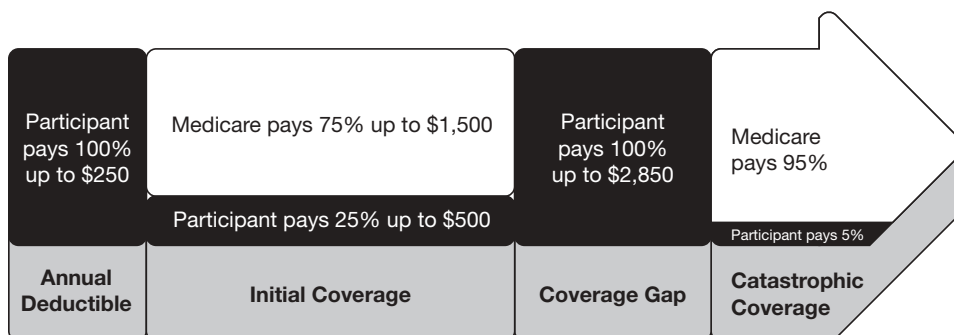 Participant
pays 100%
up to $250
Medicare pays 75% up to $1,500
Participant pays 25% up to $500
Participant
pays 100%
up to $2,850
Medicare
pays 95%
Participant pays 5%
Annual
Deductible
Initial Coverage
Coverage Gap
Catastrophic
Coverage